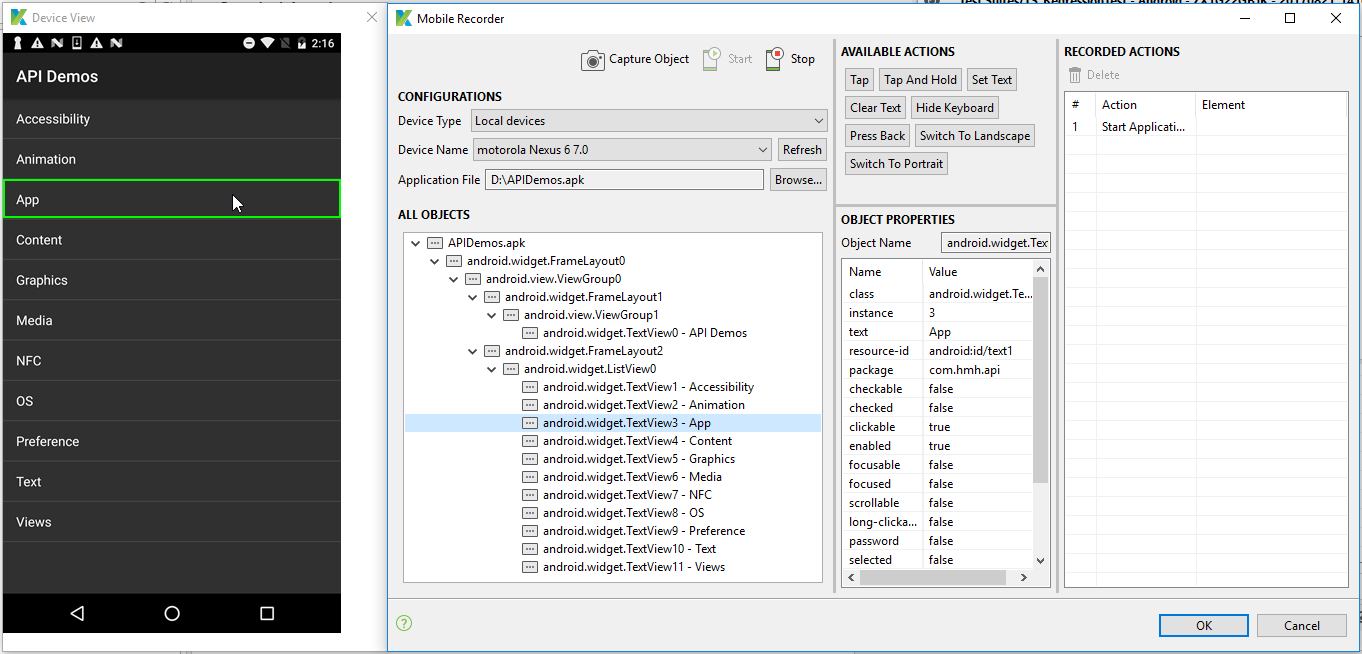 Device View
2:16
API Demos
Accessibility
Animation
App
Content
Graphics
Media
NFC
OS
Preference
Text
Views
Mobile Recorder
Capture Object
Start
Stop
CONFIGURATIONS
Device Type
Local devices
Device Name
motorola Nexus 6 7.0
Refresh
Application File
D:\APIDemos.apk
Browse...
ALL OBJECTS
APIDemos.apk
android.widget.FrameLayout0
android.view.ViewGroup0
android.widget.FrameLayout1
android.view.ViewGroup1
android.widget.TextView0 - API Demos
android.widget.FrameLayout2
android.widget.ListView0
android.widget.TextView1 - Accessibility
android.widget.TextView2 - Animation
android.widget.TextView3 - App
android.widget.TextView4 - Content
android.widget.TextView5 - Graphics
android.widget.TextView6 - Media
android.widget.TextView7 - NFC
android.widget.TextView8 - OS
android.widget.TextView9 - Preference
android.widget.TextView10 - Text
android.widget.TextView11 - Views
AVAILABLE ACTIONS
Tap
Tap And Hold
Set Text
Clear Text
Hide Keyboard
Press Back
Switch To Landscape
Switch To Portrait
OBJECT PROPERTIES
Object Name
android.widget.Tex
Name Value
class android.widget.Te...
instance 3
text App
resource-id android:id/text1
package com.hmh.api
checkable false
checked false
clickable true
enabled true
focusable false
focused false
scrollable false
long-clicka... false
password false
selected false
RECORDED ACTIONS
Delete
# Action Element
1 Start Applicati...
OK
Cancel